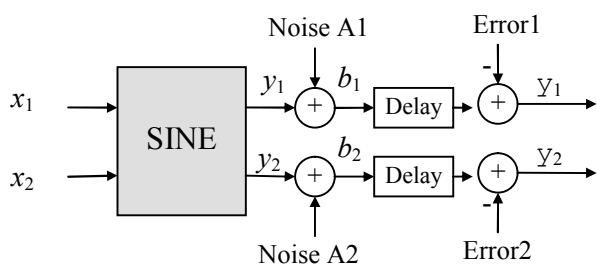 Noise A1
Error1
x1
y1
b1
Delay
-
+
+
y1
SINE
x2
y2
b2
Delay
+
+
y2
-
Noise A2
Error2